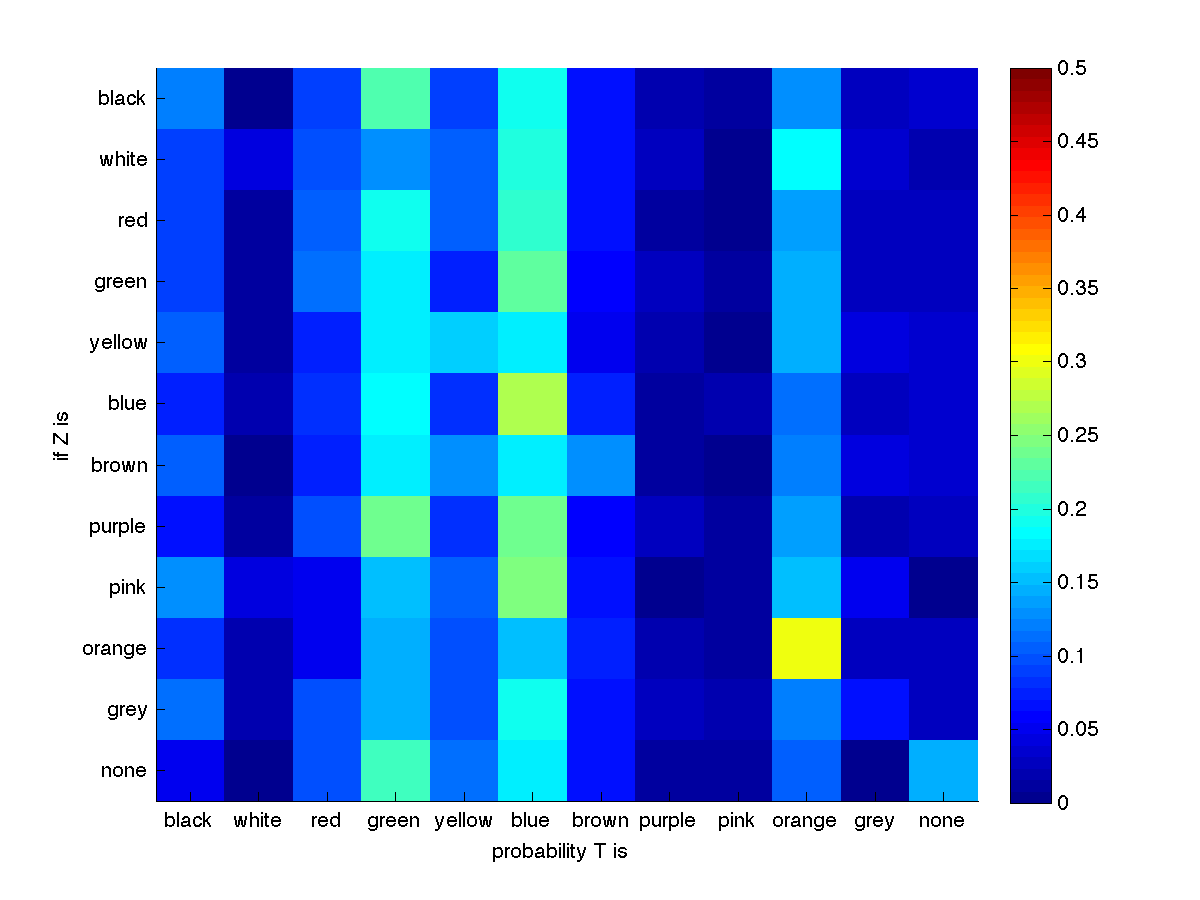 black
white
red
green
yellow
blue
brown
purple
pink
orange
grey
none
if Z is
black white red green yellow blue brown purple pink orange grey none
probability T is
0.5
0.45
0.4
0.35
0.3
0.25
0.2
0.15
0.1
0.05
0